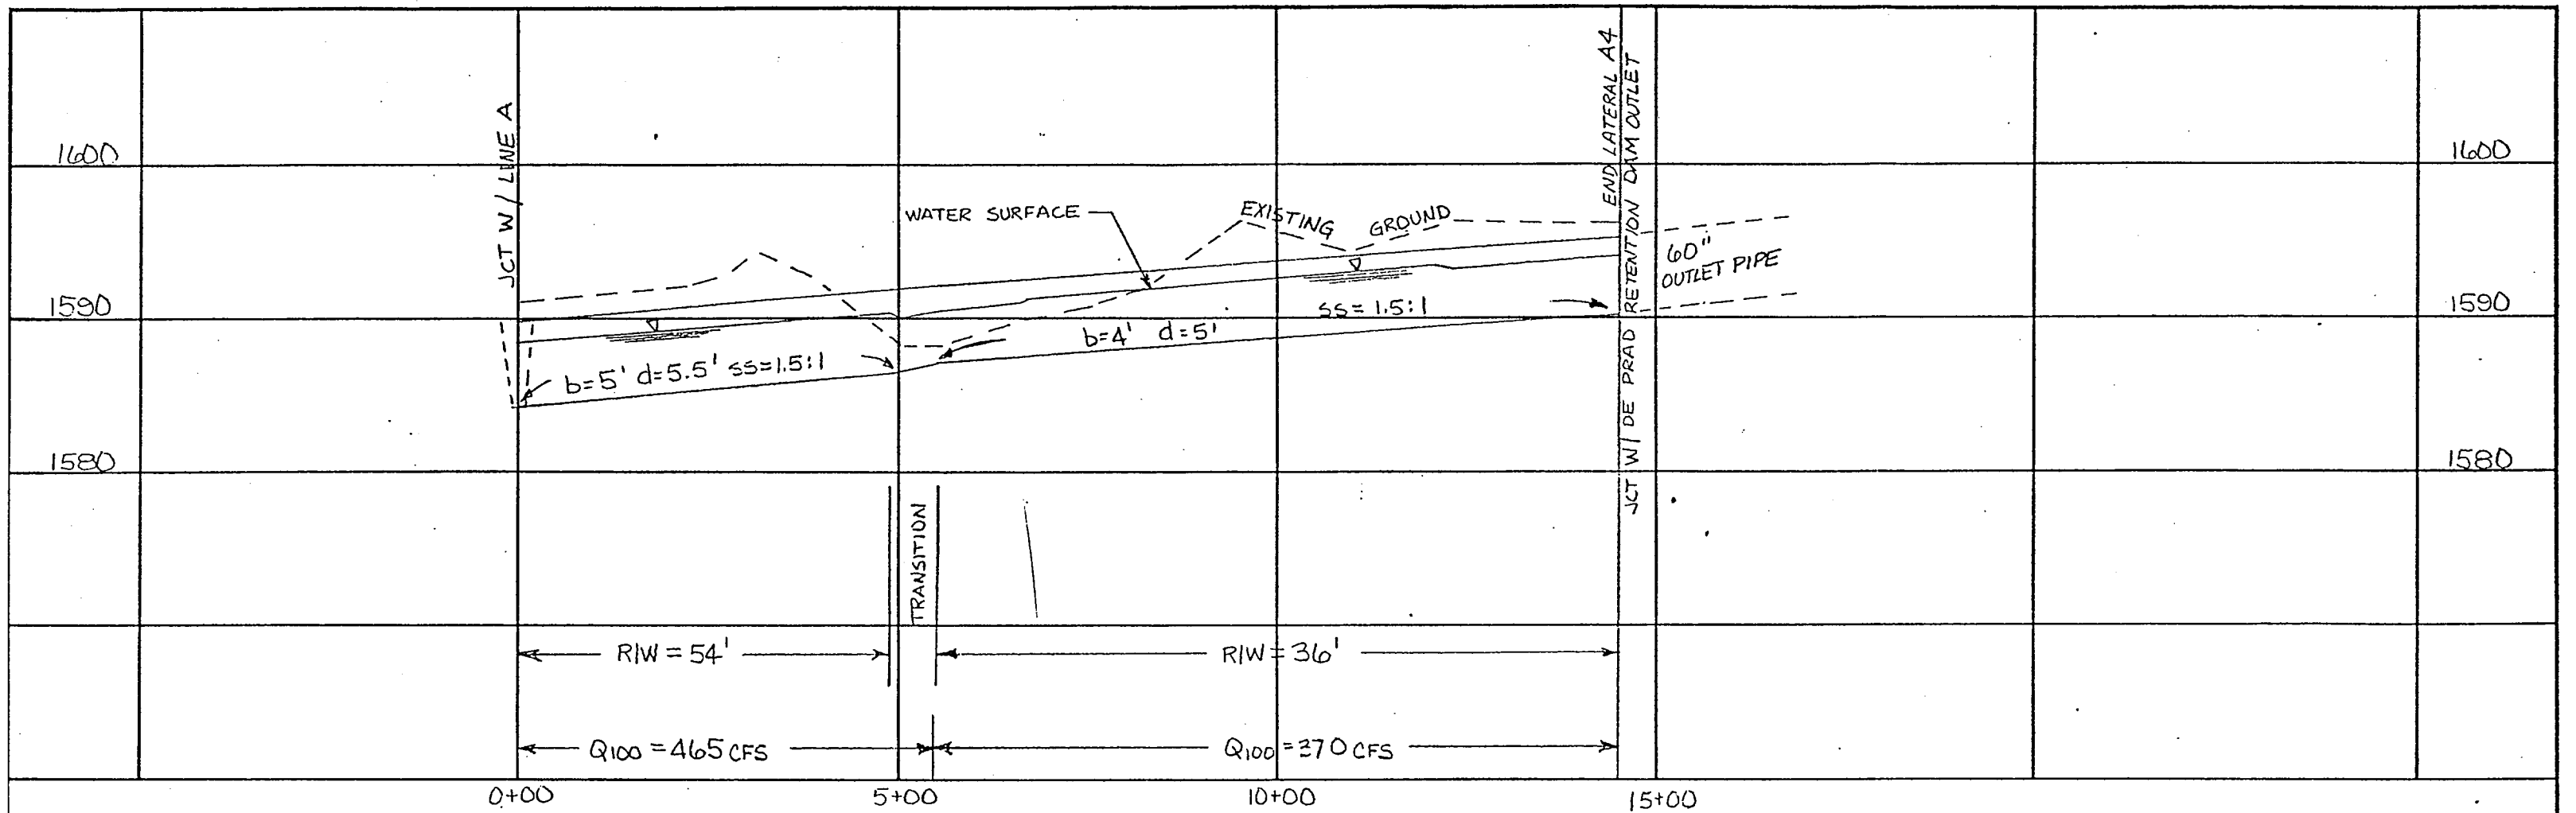 JCT W/ LINE A
END LATERAL A4
JCT W/ DE PRAD RETENTION DAM OUTLET
1600
1600
WATER SURFACE
EXISTING GROUND
60"
OUTLET PIPE
1590
1590
SS=1.5:1
b=4' d=5'
b=5' d=5.5' SS=1.5:1
1580
1580
TRANSITION
R/W = 54'
R/W = 36'
Q100 = 465 CFS
Q100 = 370 CFS
0+00
5+00
10+00
15+00